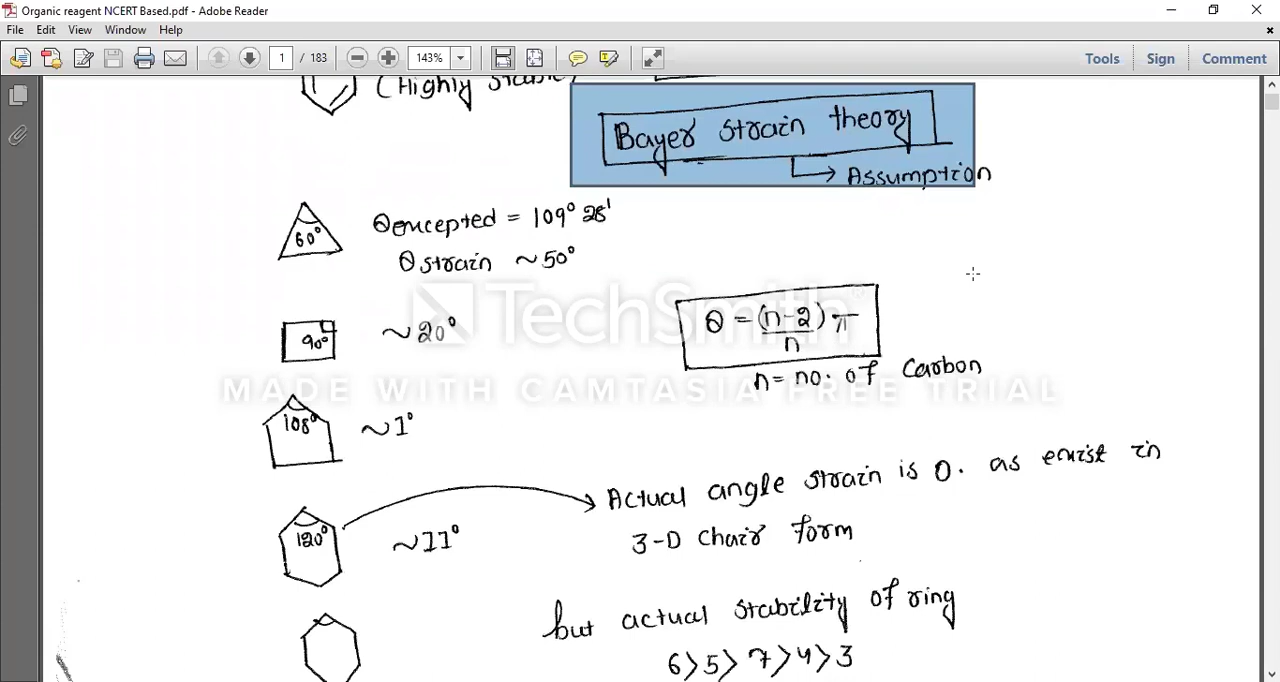 Organic reagent NCERT Based.pdf - Adobe Reader
File Edit View Window Help
1 / 183 143% Tools Sign Comment
(Highly stable)
Bayer strain theory
Assumption
60° θexcepted = 109° 28'
θstrain ~50°
TechSmith
90° ~20°
θ = (n-2)π
n
n = no. of carbon
MADE WITH CAMTASIA FREE TRIAL
108° ~1°
Actual angle strain is 0. as exist in
3-D chair form
120° ~11°
but actual stability of ring
6>5>7>4>3